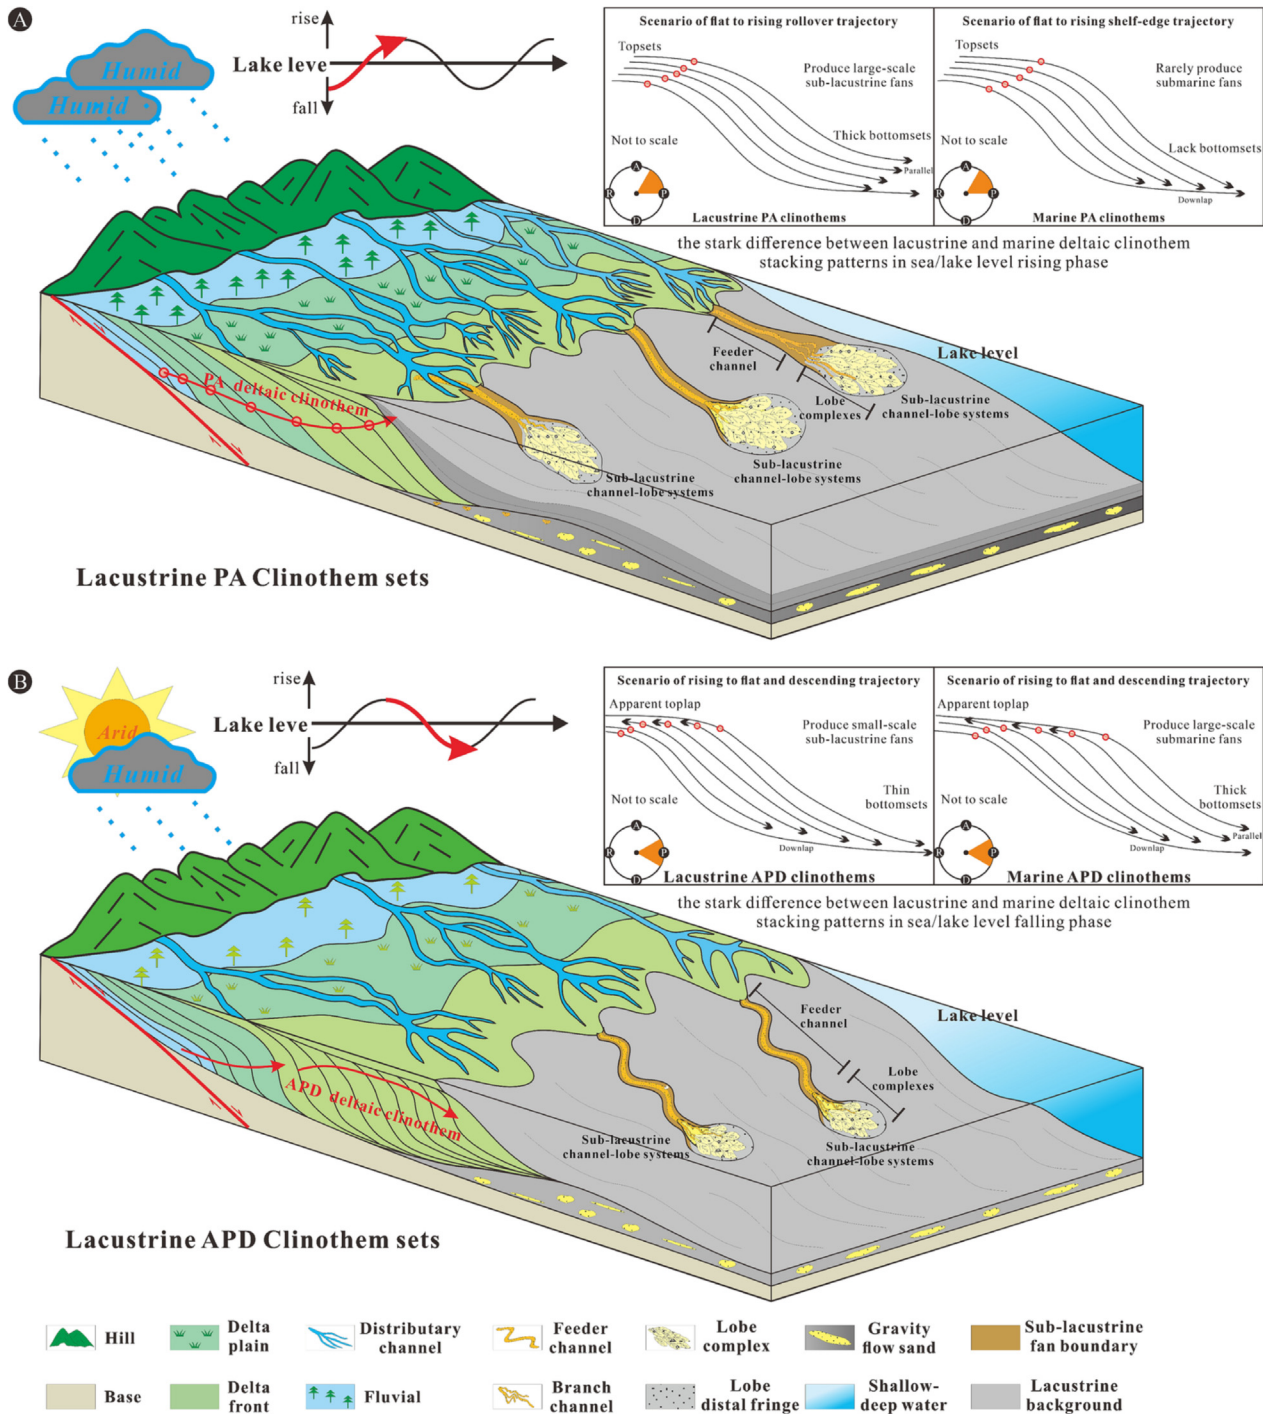 A
rise
Lake leve
fall
Humid
Humid
Scenario of flat to rising rollover trajectory
Topsets
Produce large-scale
sub-lacustrine fans
Not to scale
Thick bottomsets
Parallel
A
R
P
D
Lacustrine PA clinothems
Scenario of flat to rising shelf-edge trajectory
Topsets
Rarely produce
submarine fans
Not to scale
Lack bottomsets
Downlap
A
R
P
D
Marine PA clinothems
the stark difference between lacustrine and marine deltaic clinothem
stacking patterns in sea/lake level rising phase
Lake level
Feeder
channel
Lobe
complexes
Sub-lacustrine
channel-lobe systems
Sub-lacustrine
channel-lobe systems
Sub-lacustrine
channel-lobe systems
PA deltaic clinothem
Lacustrine PA Clinothem sets
B
rise
Lake leve
fall
Arid
Humid
Scenario of rising to flat and descending trajectory
Apparent toplap
Produce small-scale
sub-lacustrine fans
Not to scale
Thin
bottomsets
Downlap
A
R
P
D
Lacustrine APD clinothems
Scenario of rising to flat and descending trajectory
Apparent toplap
Produce large-scale
submarine fans
Not to scale
Thick
bottomsets
Parallel
Downlap
A
R
P
D
Marine APD clinothems
the stark difference between lacustrine and marine deltaic clinothem
stacking patterns in sea/lake level falling phase
Lake level
Feeder
channel
Lobe
complexes
Sub-lacustrine
channel-lobe systems
Sub-lacustrine
channel-lobe systems
APD deltaic clinothem
Lacustrine APD Clinothem sets
Hill
Delta
plain
Distributary
channel
Feeder
channel
Lobe
complex
Gravity
flow sand
Sub-lacustrine
fan boundary
Base
Delta
front
Fluvial
Branch
channel
Lobe
distal fringe
Shallow-
deep water
Lacustrine
background